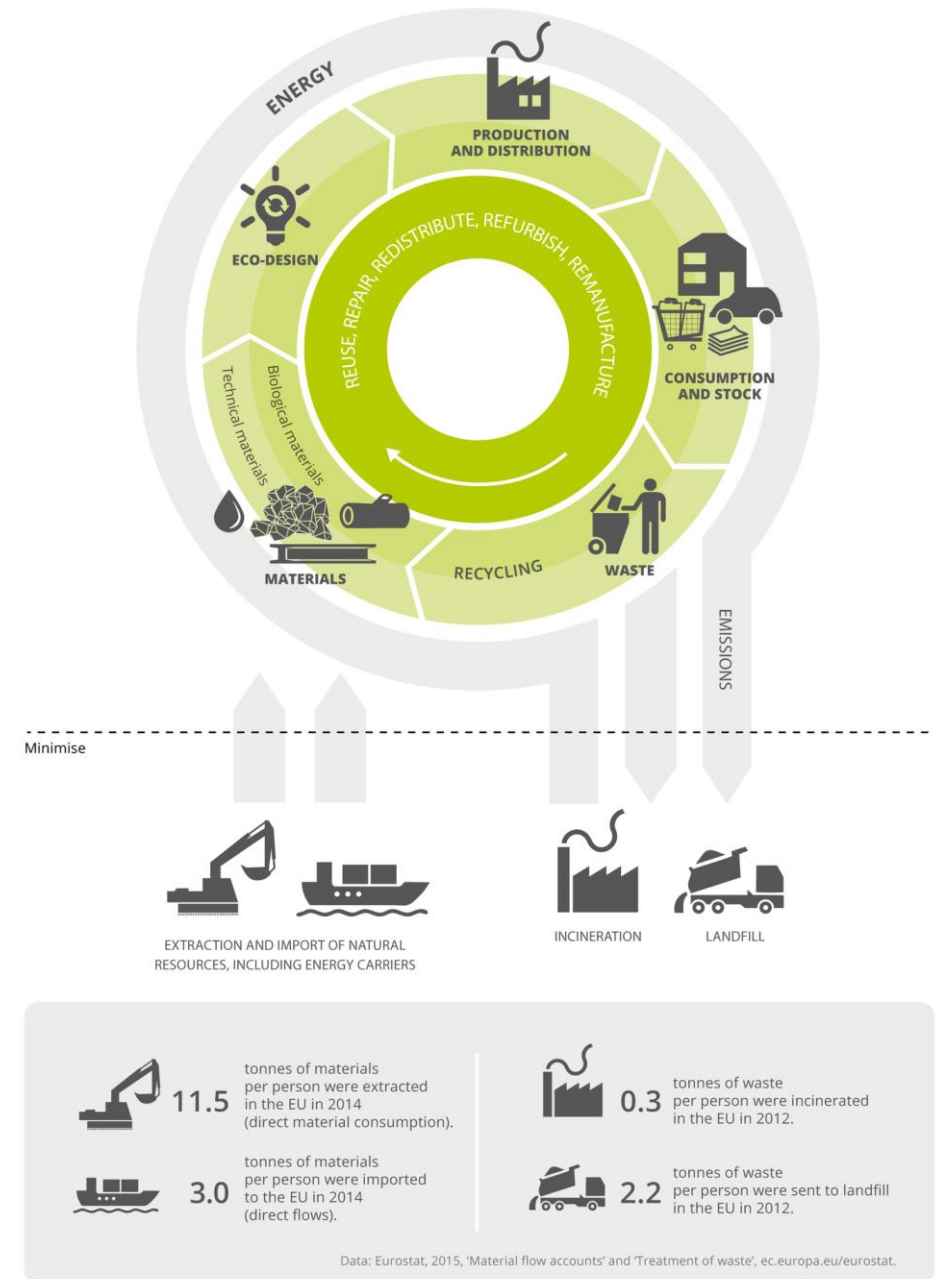 ENERGY
PRODUCTION
AND DISTRIBUTION
ECO-DESIGN
REUSE, REPAIR, REDISTRIBUTE, REFURBISH, REMANUFACTURE
CONSUMPTION
AND STOCK
Technical materials
Biological materials
MATERIALS
RECYCLING
WASTE
EMISSIONS
Minimise
EXTRACTION AND IMPORT OF NATURAL
RESOURCES, INCLUDING ENERGY CARRIERS
INCINERATION
LANDFILL
11.5
tonnes of materials
per person were extracted
in the EU in 2014
(direct material consumption).
3.0
tonnes of materials
per person were imported
to the EU in 2014
(direct flows).
0.3
tonnes of waste
per person were incinerated
in the EU in 2012.
2.2
tonnes of waste
per person were sent to landfill
in the EU in 2012.
Data: Eurostat, 2015, 'Material flow accounts' and 'Treatment of waste', ec.europa.eu/eurostat.